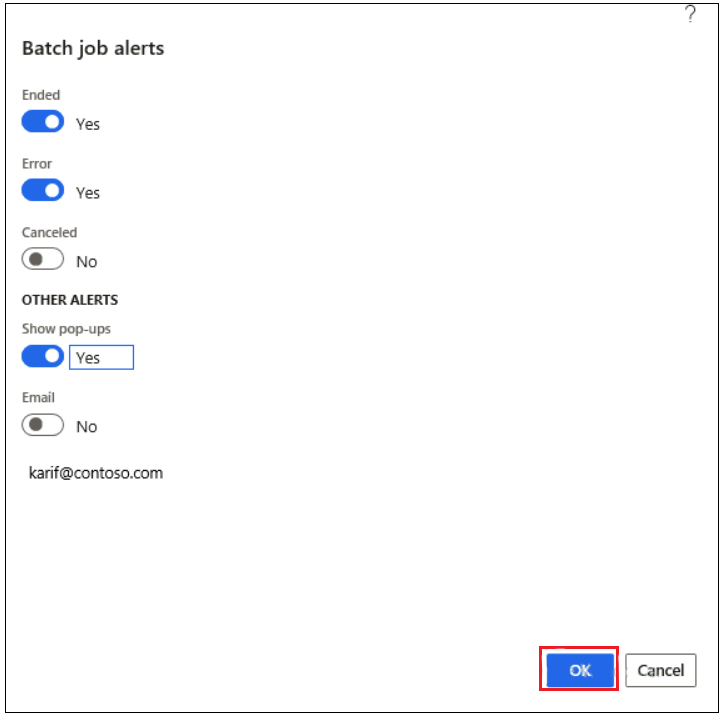 ?
Batch job alerts
Ended
Yes
Error
Yes
Canceled
No
OTHER ALERTS
Show pop-ups
Yes
Email
No
karif@contoso.com
OK Cancel